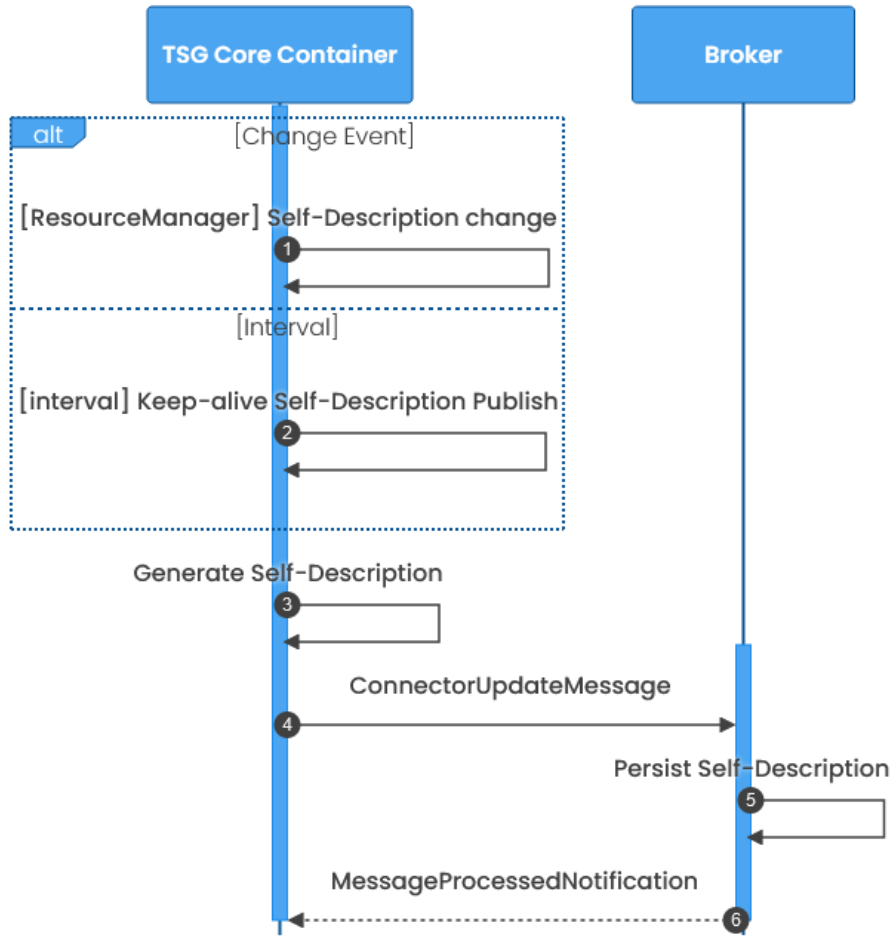 TSG Core Container
Broker
alt
[Change Event]
[ResourceManager] Self-Description change
1
[Interval]
[interval] Keep-alive Self-Description Publish
2
Generate Self-Description
3
ConnectorUpdateMessage
4
Persist Self-Description
5
MessageProcessedNotification
6